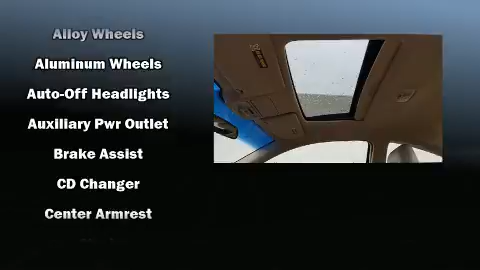 Alloy Wheels
Aluminum Wheels
Auto-Off Headlights
Auxiliary Pwr Outlet
Brake Assist
CD Changer
Center Armrest